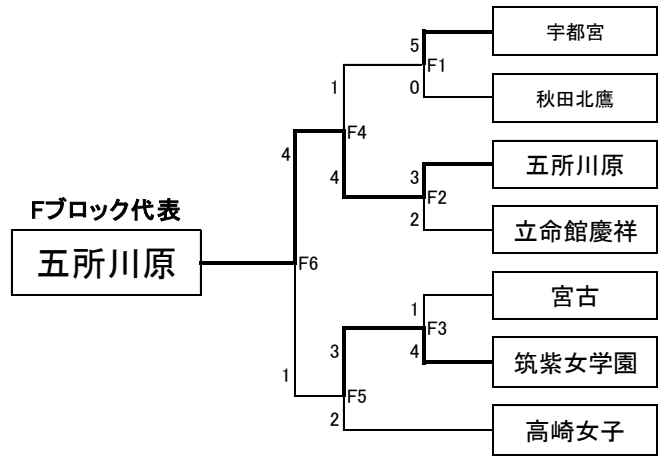 宇都宮
5
F1
0
秋田北鷹
1
F4
4
五所川原
3
F2
2
立命館慶祥
4
Fブロック代表
五所川原
F6
宮古
1
F3
4
筑紫女学園
3
F5
1
2
高崎女子